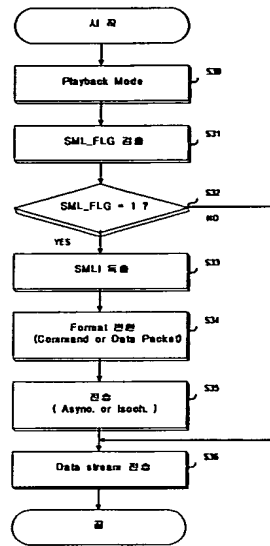 시 작
Playback Mode
S30
SML_FLG 검출
S31
SML_FLG = 1 ?
S32
NO
YES
SMLI 독출
S33
Format 변환
(Command or Data Packet)
S34
전송
( Async. or Isoch. )
S35
Data stream 전송
S36
끝